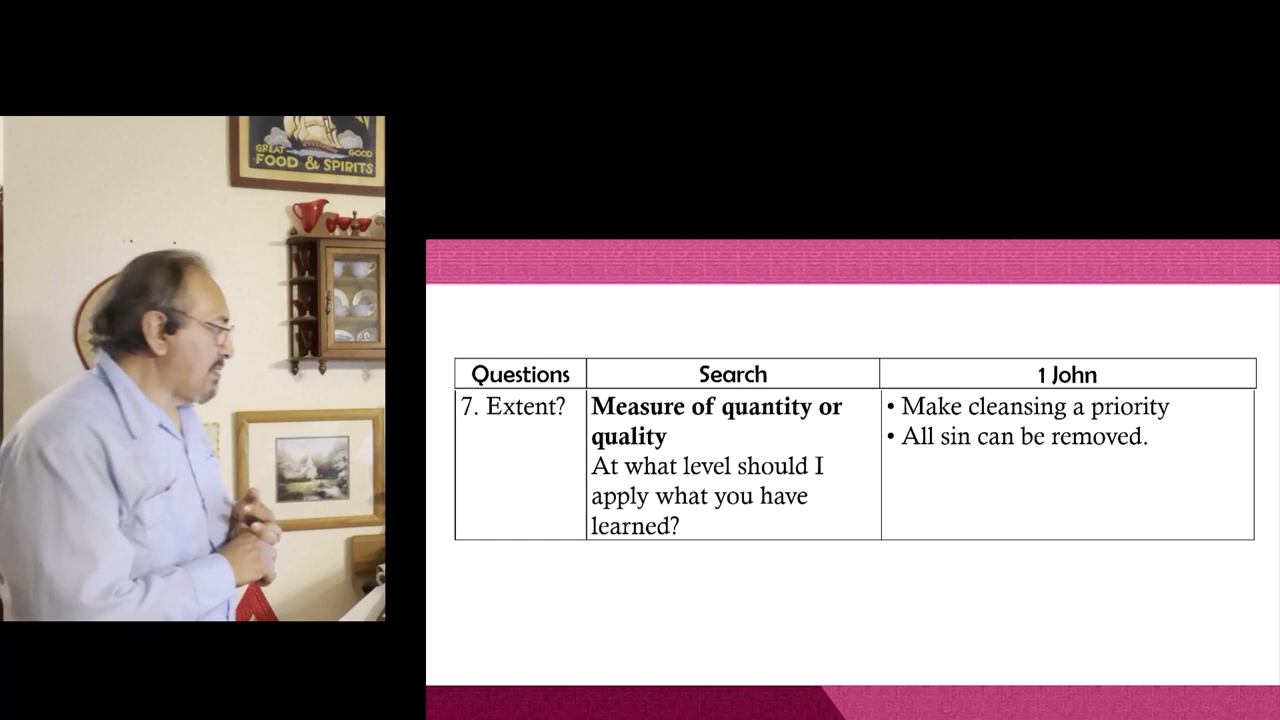 GREAT GOOD
FOOD & SPIRITS
Questions Search 1 John
7. Extent? Measure of quantity or • Make cleansing a priority
quality • All sin can be removed.
At what level should I
apply what you have
learned?